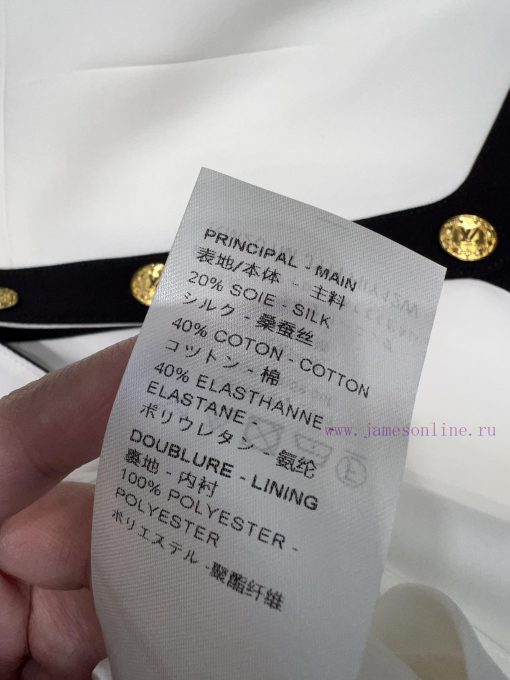 PRINCIPAL - MAIN
表地/本体 - 主料
20% SOIE - SILK
シルク - 桑蚕丝
40% COTON - COTTON
コツトン - 棉
40% ELASTHANNE
ELASTANE -
ポリウレタン - 氨纶
DOUBLURE - LINING
裏地 - 内衬
100% POLYESTER -
POLYESTER
ポリエステル - 聚酯纤维
www.jamesonline.ru